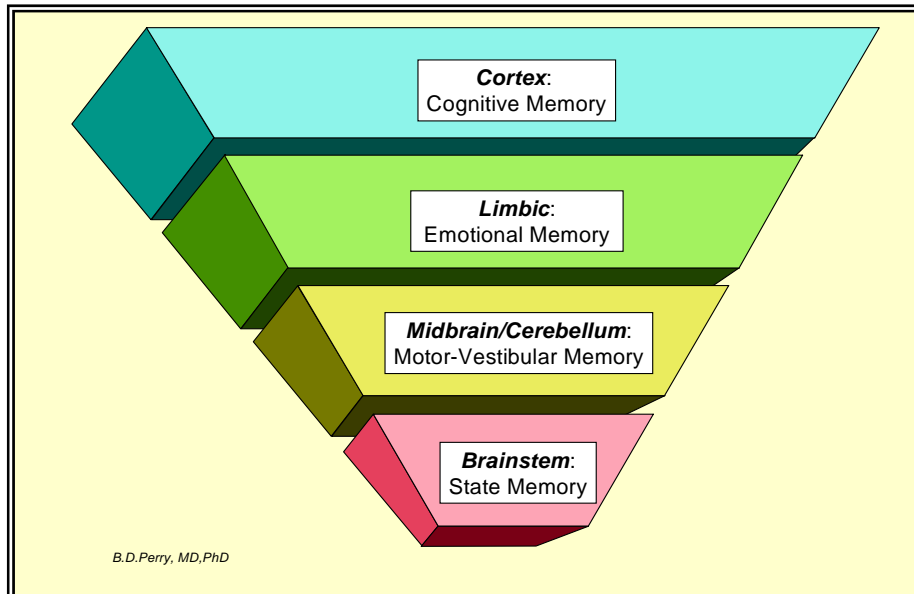 Cortex:
Cognitive Memory
Limbic:
Emotional Memory
Midbrain/Cerebellum:
Motor-Vestibular Memory
Brainstem:
State Memory
B.D.Perry, MD,PhD